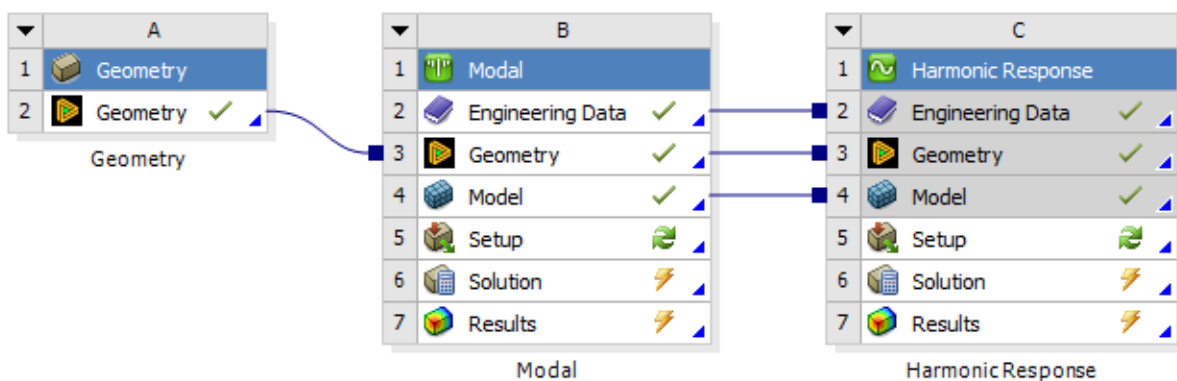 A
1 Geometry
2 Geometry
Geometry
B
1 Modal
2 Engineering Data
3 Geometry
4 Model
5 Setup
6 Solution
7 Results
Modal
C
1 Harmonic Response
2 Engineering Data
3 Geometry
4 Model
5 Setup
6 Solution
7 Results
Harmonic Response